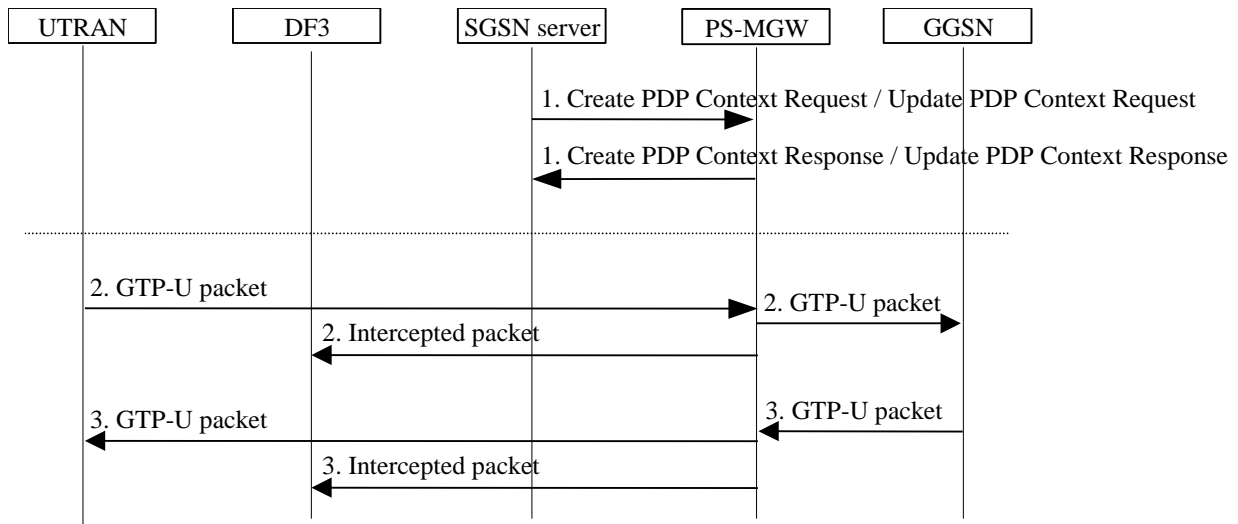 UTRAN DF3 SGSN server PS-MGW GGSN
1. Create PDP Context Request / Update PDP Context Request
1. Create PDP Context Response / Update PDP Context Response
2. GTP-U packet
2. GTP-U packet
2. Intercepted packet
3. GTP-U packet
3. GTP-U packet
3. Intercepted packet